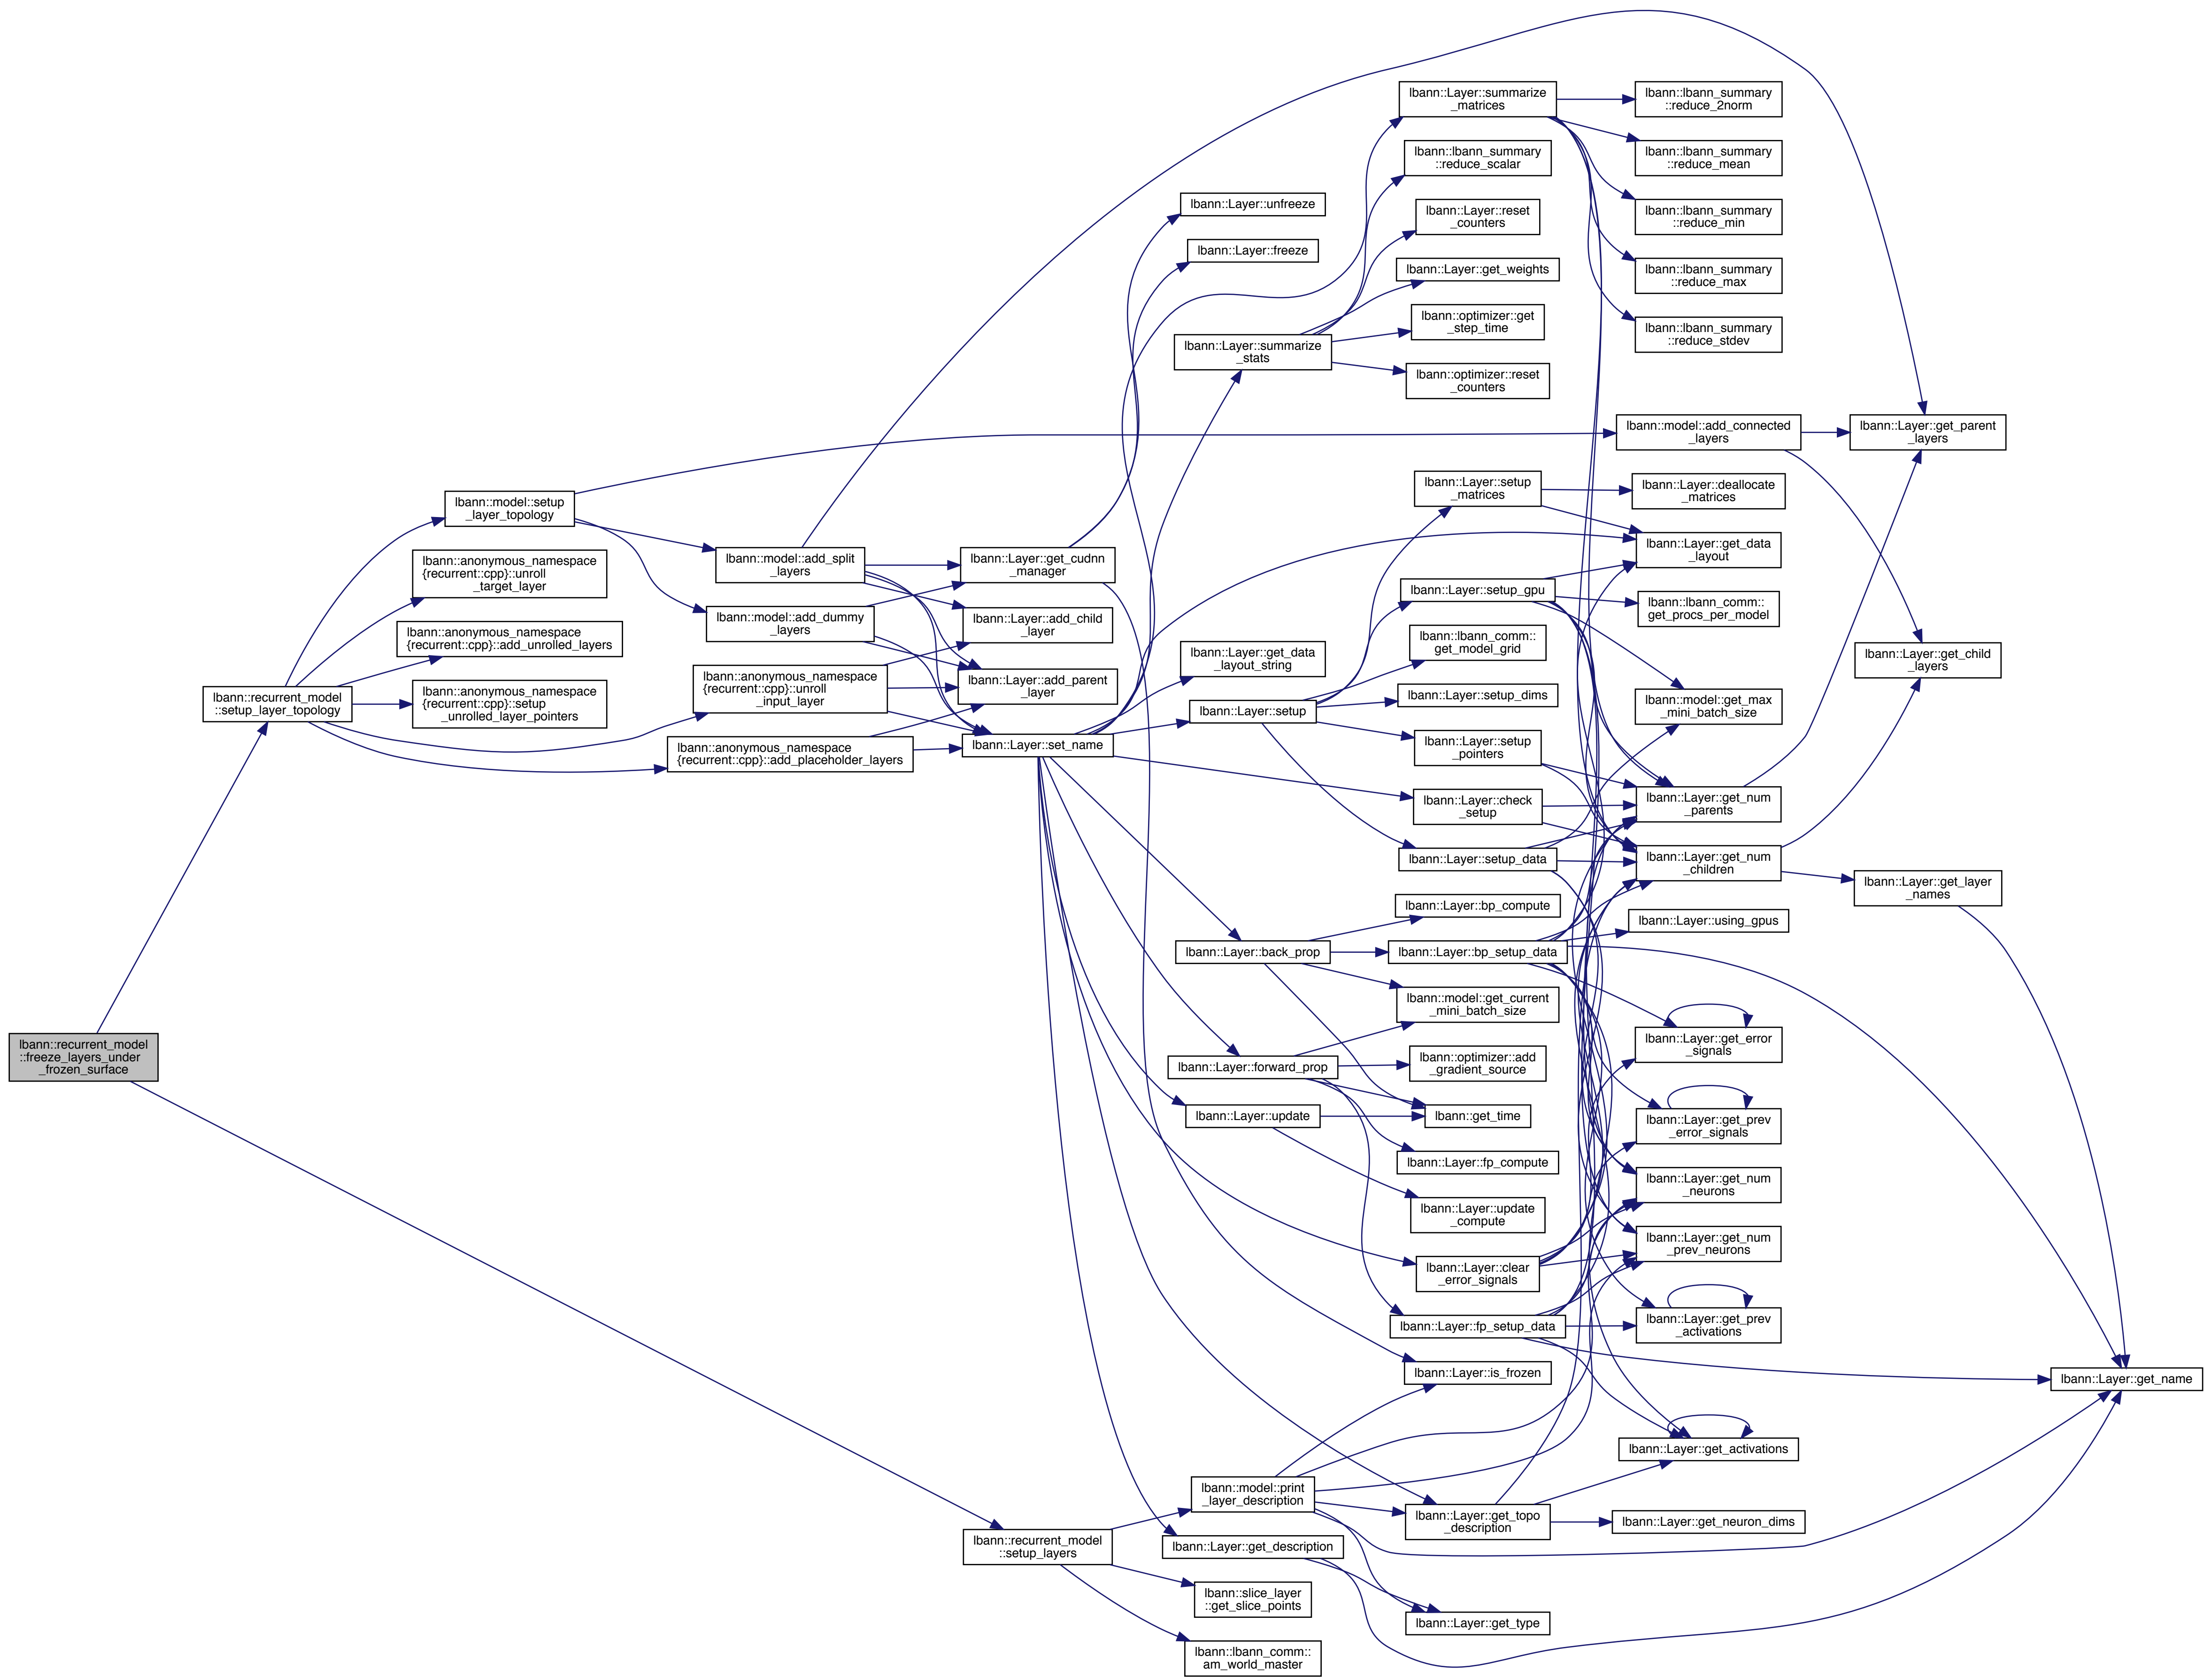 lbann::recurrent_model
::freeze_layers_under
_frozen_surface
lbann::recurrent_model
::setup_layer_topology
lbann::model::setup
_layer_topology
lbann::anonymous_namespace
{recurrent::cpp}::unroll
_target_layer
lbann::anonymous_namespace
{recurrent::cpp}::add_unrolled_layers
lbann::anonymous_namespace
{recurrent::cpp}::setup
_unrolled_layer_pointers
lbann::model::add_split
_layers
lbann::model::add_dummy
_layers
lbann::anonymous_namespace
{recurrent::cpp}::unroll
_input_layer
lbann::anonymous_namespace
{recurrent::cpp}::add_placeholder_layers
lbann::Layer::get_cudnn
_manager
lbann::Layer::add_child
_layer
lbann::Layer::add_parent
_layer
lbann::Layer::set_name
lbann::recurrent_model
::setup_layers
lbann::Layer::unfreeze
lbann::Layer::freeze
lbann::Layer::summarize
_stats
lbann::Layer::get_data
_layout_string
lbann::Layer::setup
lbann::Layer::back_prop
lbann::Layer::forward_prop
lbann::Layer::update
lbann::model::print
_layer_description
lbann::Layer::get_description
lbann::slice_layer
::get_slice_points
lbann::lbann_comm::
am_world_master
lbann::Layer::summarize
_matrices
lbann::lbann_summary
::reduce_scalar
lbann::Layer::reset
_counters
lbann::Layer::get_weights
lbann::optimizer::get
_step_time
lbann::optimizer::reset
_counters
lbann::Layer::setup
_matrices
lbann::Layer::setup_gpu
lbann::lbann_comm::
get_model_grid
lbann::Layer::setup_dims
lbann::Layer::setup
_pointers
lbann::Layer::check
_setup
lbann::Layer::setup_data
lbann::Layer::bp_compute
lbann::Layer::bp_setup_data
lbann::model::get_current
_mini_batch_size
lbann::optimizer::add
_gradient_source
lbann::get_time
lbann::Layer::fp_compute
lbann::Layer::update
_compute
lbann::Layer::clear
_error_signals
lbann::Layer::fp_setup_data
lbann::Layer::is_frozen
lbann::Layer::get_topo
_description
lbann::Layer::get_type
lbann::lbann_summary
::reduce_2norm
lbann::lbann_summary
::reduce_mean
lbann::lbann_summary
::reduce_min
lbann::lbann_summary
::reduce_max
lbann::lbann_summary
::reduce_stdev
lbann::model::add_connected
_layers
lbann::Layer::deallocate
_matrices
lbann::Layer::get_data
_layout
lbann::lbann_comm::
get_procs_per_model
lbann::model::get_max
_mini_batch_size
lbann::Layer::get_num
_parents
lbann::Layer::get_num
_children
lbann::Layer::using_gpus
lbann::Layer::get_error
_signals
lbann::Layer::get_prev
_error_signals
lbann::Layer::get_num
_neurons
lbann::Layer::get_num
_prev_neurons
lbann::Layer::get_prev
_activations
lbann::Layer::get_activations
lbann::Layer::get_neuron_dims
lbann::Layer::get_parent
_layers
lbann::Layer::get_child
_layers
lbann::Layer::get_layer
_names
lbann::Layer::get_name